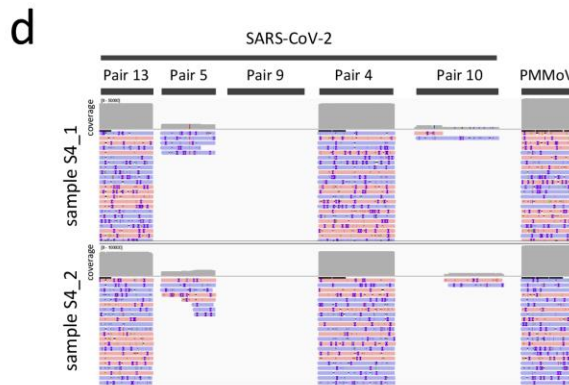 d
SARS-CoV-2
Pair 13 Pair 5 Pair 9 Pair 4 Pair 10 PMMoV
sample S4_1
coverage
sample S4_2
coverage